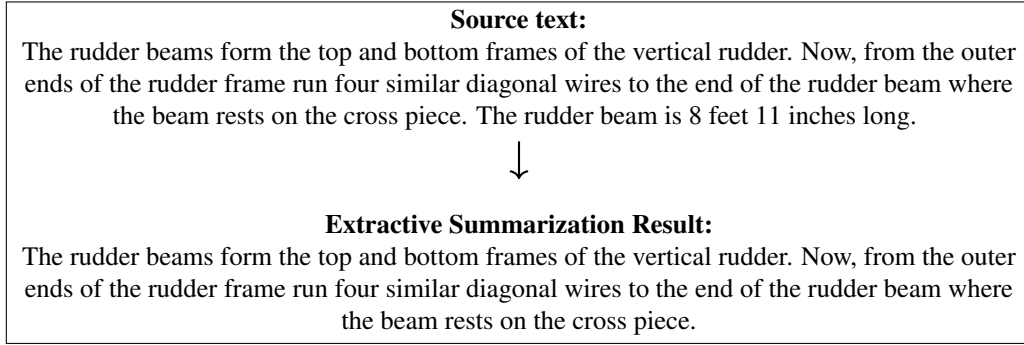 Source text:
The rudder beams form the top and bottom frames of the vertical rudder. Now, from the outer
ends of the rudder frame run four similar diagonal wires to the end of the rudder beam where
the beam rests on the cross piece. The rudder beam is 8 feet 11 inches long.
↓
Extractive Summarization Result:
The rudder beams form the top and bottom frames of the vertical rudder. Now, from the outer
ends of the rudder frame run four similar diagonal wires to the end of the rudder beam where
the beam rests on the cross piece.